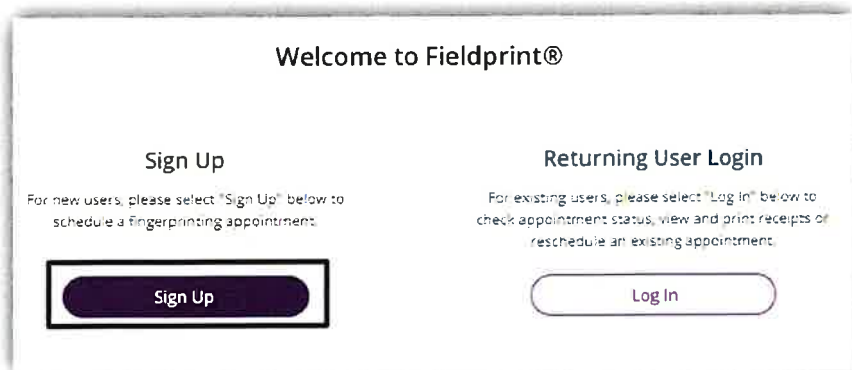 Welcome to Fieldprint®
Sign Up
For new users, please select "Sign Up" below to
schedule a fingerprinting appointment.
Sign Up
Returning User Login
For existing users, please select "Log In" below to
check appointment status, view and print receipts or
reschedule an existing appointment.
Log In